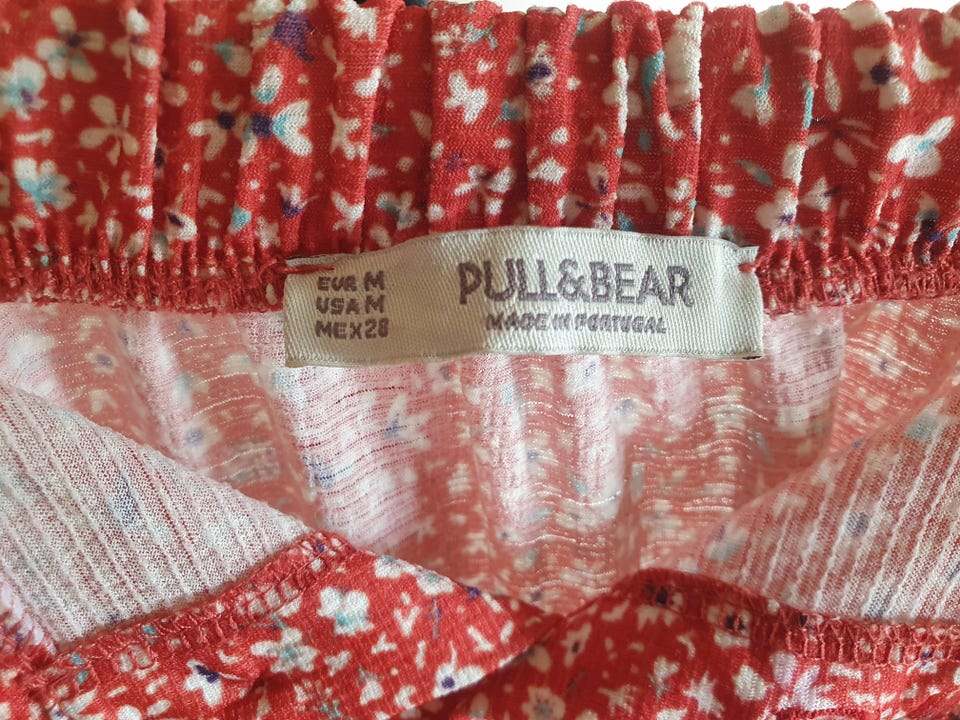 EUR M
USA M
MEX 28
PULL&BEAR
MADE IN PORTUGAL